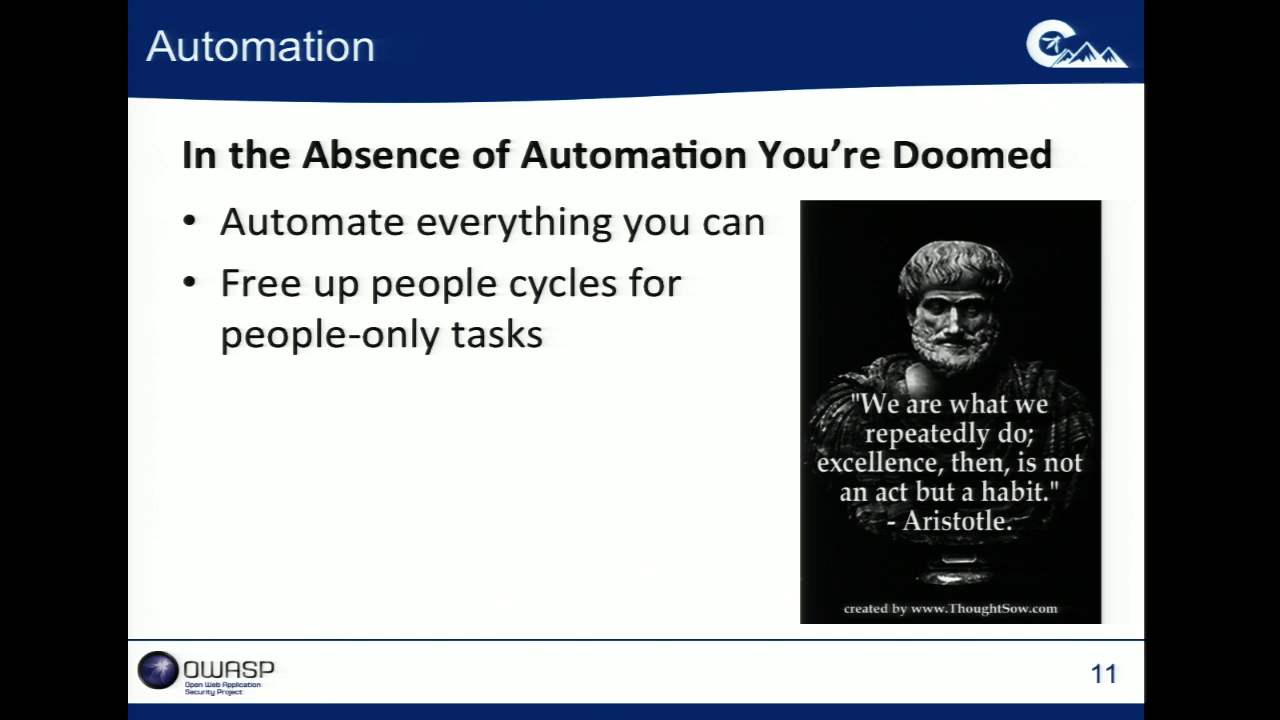 Automation
In the Absence of Automation You’re Doomed
• Automate everything you can
• Free up people cycles for
people-only tasks
"We are what we
repeatedly do;
excellence, then, is not
an act but a habit."
- Aristotle.
created by www.ThoughtSow.com
OWASP
Open Web Application
Security Project
11